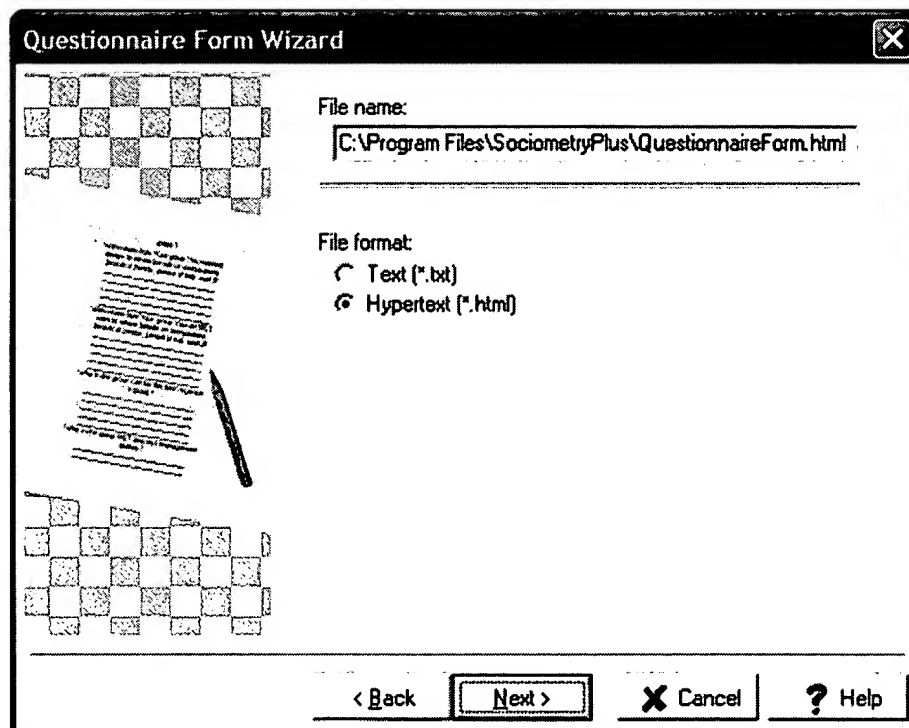 Questionnaire Form Wizard
File name:
C:\Program Files\SociometryPlus\QuestionnaireForm.html
File format:
Text (*.txt)
Hypertext (*.html)
< Back
Next >
Cancel
Help